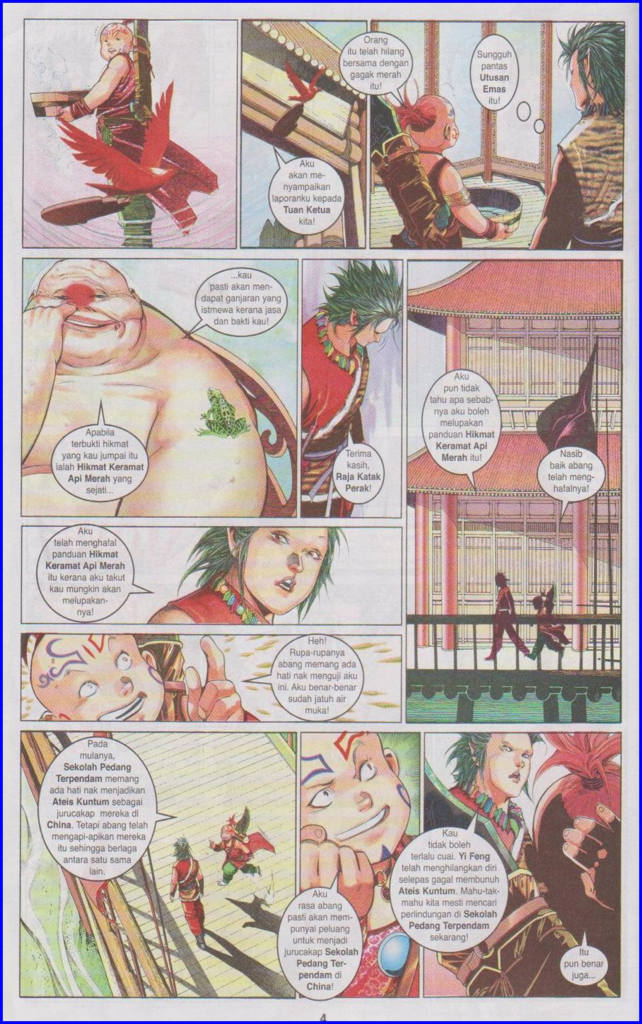 Orang
itu telah hilang
bersama dengan
gagak merah
itu!
Sungguh
pantas
Utusan
Emas
itu!
Aku
akan me-
nyampaikan
laporanku kepada
Tuan Ketua
kita!
...kau
pasti akan men-
dapat ganjaran yang
istmewa kerana jasa
dan bakti kau!
Apabila
terbukti hikmat
yang kau jumpai itu
ialah Hikmat Keramat
Api Merah yang
sejati...
Terima
kasih,
Raja Katak
Perak!
Aku
pun tidak
tahu apa sebab-
nya aku boleh
melupakan
panduan Hikmat
Keramat Api
Merah itu!
Nasib
baik abang
telah meng-
hafalnya!
Aku
telah menghafal
panduan Hikmat
Keramat Api Merah
itu kerana aku takut
kau mungkin akan
melupakan-
nya!
Heh!
Rupa-rupanya
abang memang ada
hati nak menguji aku
ini. Aku benar-benar
sudah jatuh air
muka!
Pada
mulanya,
Sekolah Pedang
Terpendam memang
ada hati nak menjadikan
Ateis Kuntum sebagai
jurucakap mereka di
China. Tetapi abang telah
mengapi-apikan mereka
itu sehingga berlaga
antara satu sama
lain.
Aku
rasa abang
pasti akan mem-
punyai peluang
untuk menjadi
jurucakap Sekolah
Pedang Ter-
pendam di
China!
Kau
tidak boleh
terlalu cuai. Yi Feng
telah menghilangkan diri
selepas gagal membunuh
Ateis Kuntum. Mahu-tak-
mahu kita mesti mencari
perlindungan di Sekolah
Pedang Terpendam
sekarang!
Itu
pun benar
juga...
4